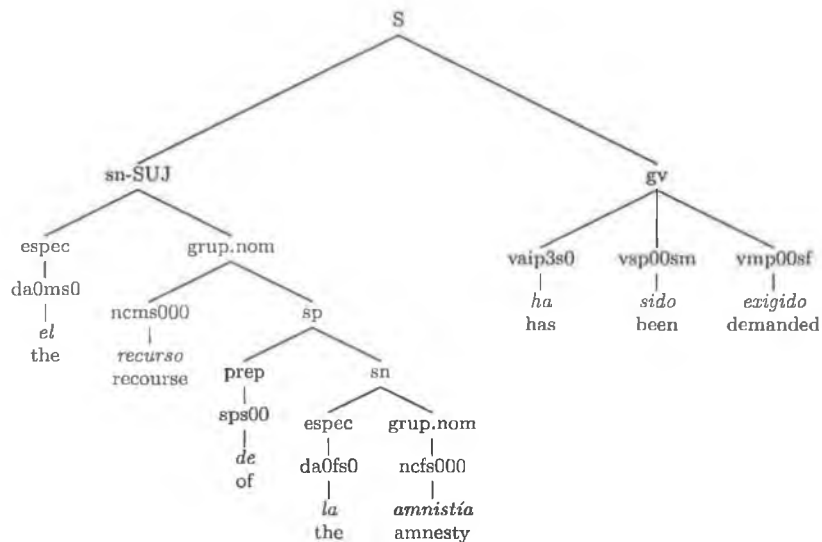 S
sn-SUJ gv
espec grup.nom vaip3s0 vsp00sm vmp00sf
da0ms0 ncms000 sp ha sido exigido
el recurso has been demanded
the recourse prep sn
sps00 espec grup.nom
de da0fs0 ncfs000
of la amnistía
the amnesty